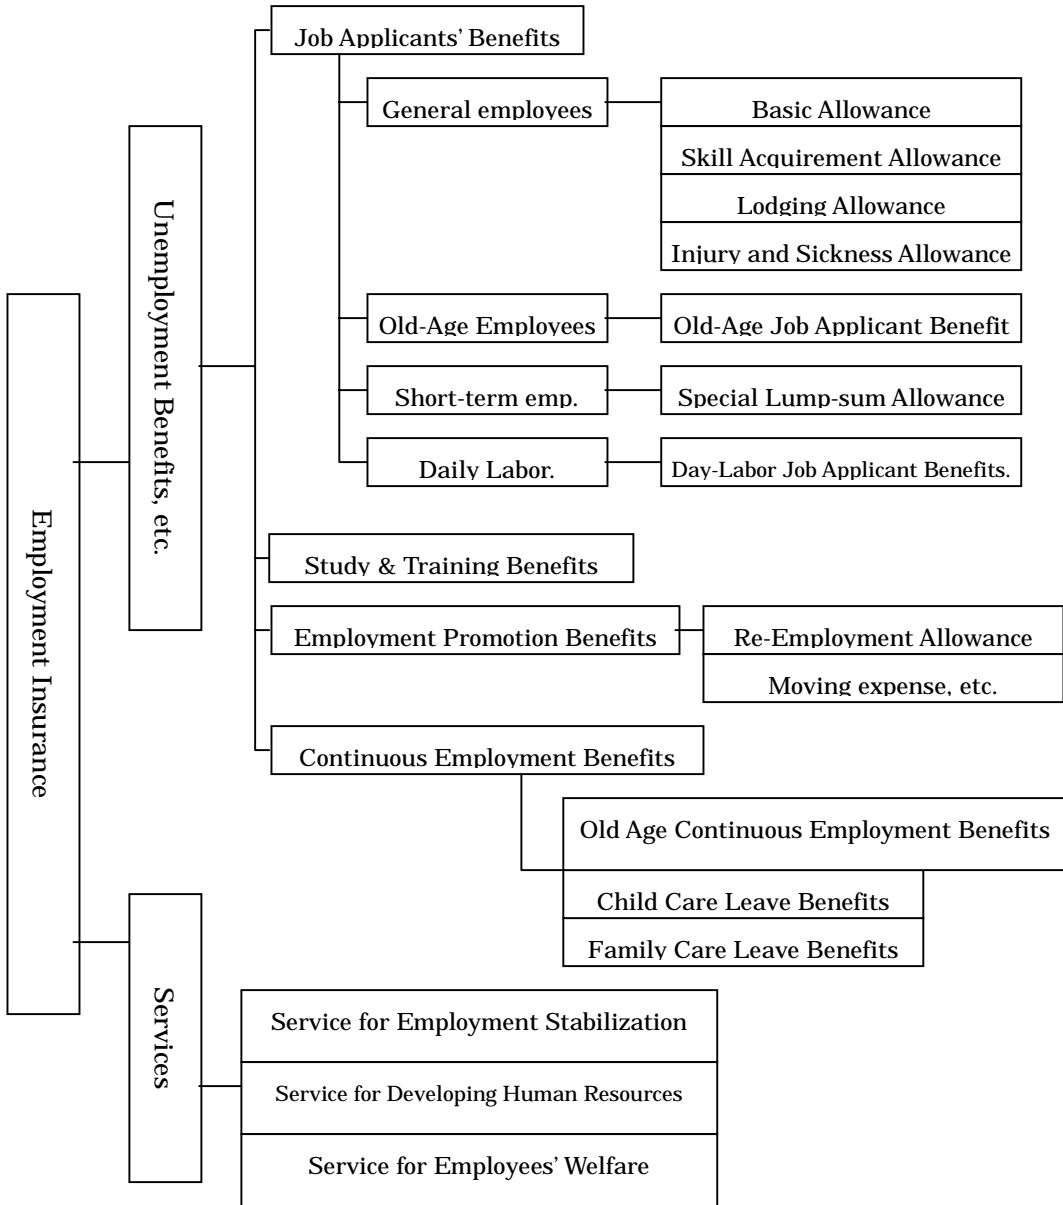 Job Applicants’ Benefits
General employees
Basic Allowance
Skill Acquirement Allowance
Lodging Allowance
Injury and Sickness Allowance
Old-Age Employees
Old-Age Job Applicant Benefit
Short-term emp.
Special Lump-sum Allowance
Daily Labor.
Day-Labor Job Applicant Benefits.
Unemployment Benefits, etc.
Employment Insurance
Study & Training Benefits
Employment Promotion Benefits
Re-Employment Allowance
Moving expense, etc.
Continuous Employment Benefits
Old Age Continuous Employment Benefits
Child Care Leave Benefits
Family Care Leave Benefits
Services
Service for Employment Stabilization
Service for Developing Human Resources
Service for Employees’ Welfare